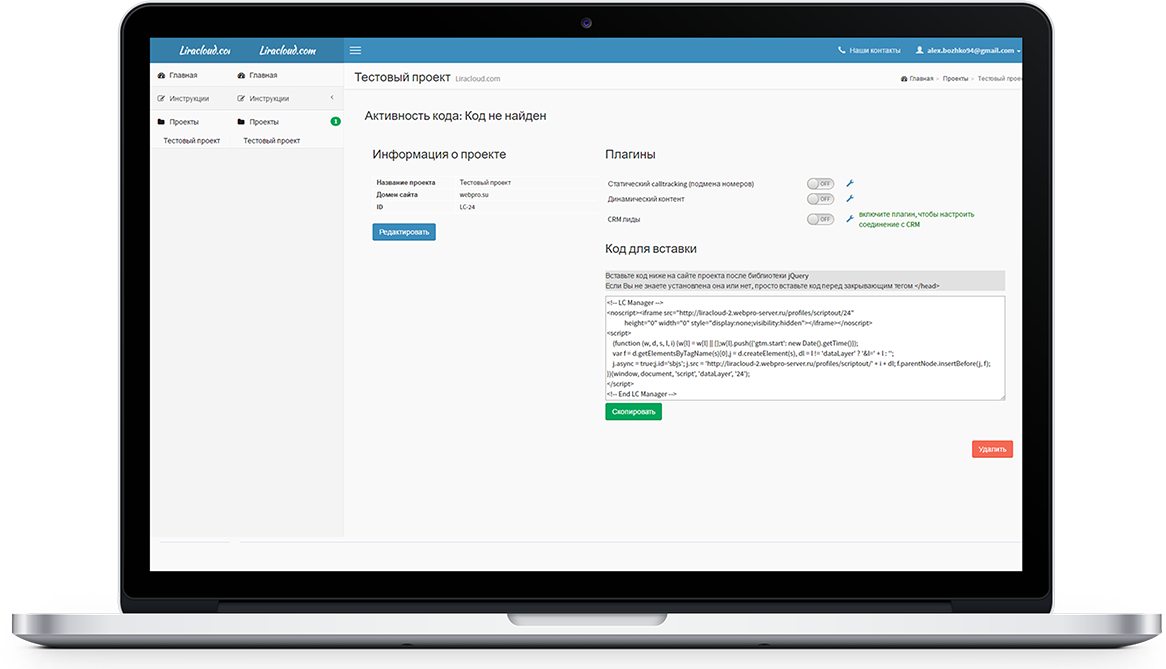 Liracloud.co
Liracloud.com
Наши контакты
alex.bozhko94@gmail.com
Главная
Главная
Инструкции
Инструкции
Проекты
Проекты
1
Тестовый проект
Тестовый проект
Тестовый проект Liracloud.com
Главная > Проекты > Тестовый
Активность кода: Код не найден
Информация о проекте
Название проекта Тестовый проект
Домен сайта webpro.su
ID LC-24
Редактировать
Плагины
Статический calltracking (подмена номеров) OFF
Динамический контент OFF
CRM лиды OFF
включите плагин, чтобы настроить
соединение с CRM
Код для вставки
Вставьте код ниже на сайте проекта после библиотеки jQuery
Если Вы не знаете установлена она или нет, просто вставьте код перед закрывающим тегом </head>
<!-- LC Manager -->
<noscript><iframe src="http://liracloud-2.webpro-server.ru/profiles/scriptout/24"
height="0" width="0" style="display:none;visibility:hidden"></iframe></noscript>
<script>
(function (w, d, s, l, i) {w[l] = w[l] || [];w[l].push({'gtm.start': new Date().getTime()});
var f = d.getElementsByTagName(s)[0],j = d.createElement(s), dl = l != 'dataLayer' ? '&l=' + l : '';
j.async = true;j.id='sbjs'; j.src = 'http://liracloud-2.webpro-server.ru/profiles/scriptout/' + i + dl; f.parentNode.insertBefore(j, f);
})(window, document, 'script', 'dataLayer', '24');
</script>
<!-- End LC Manager -->
Скопировать
Удалить